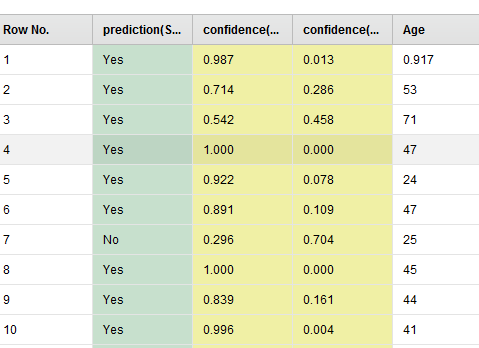 Row No. prediction(S... confidence(... confidence(... Age
1 Yes 0.987 0.013 0.917
2 Yes 0.714 0.286 53
3 Yes 0.542 0.458 71
4 Yes 1.000 0.000 47
5 Yes 0.922 0.078 24
6 Yes 0.891 0.109 47
7 No 0.296 0.704 25
8 Yes 1.000 0.000 45
9 Yes 0.839 0.161 44
10 Yes 0.996 0.004 41